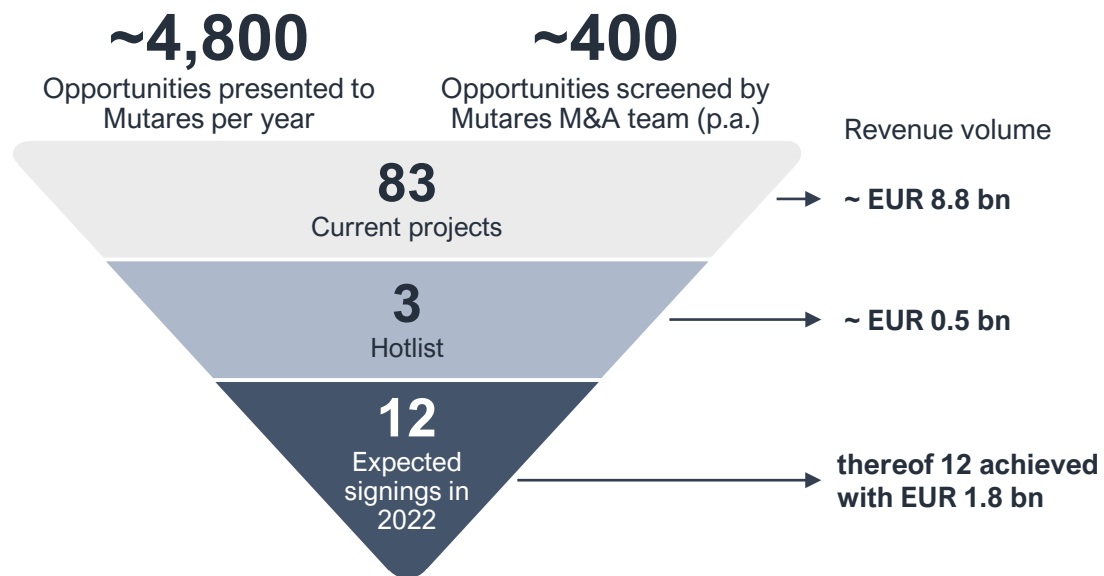 ~4,800
Opportunities presented to
Mutares per year
~400
Opportunities screened by
Mutares M&A team (p.a.)
Revenue volume
83
Current projects
~ EUR 8.8 bn
3
Hotlist
~ EUR 0.5 bn
12
Expected
signings in
2022
thereof 12 achieved
with EUR 1.8 bn